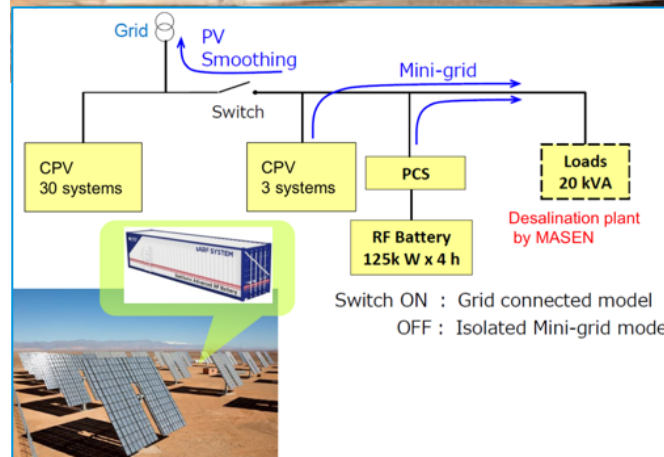 Grid
PV
Smoothing
Mini-grid
Switch
CPV
30 systems
CPV
3 systems
PCS
Loads
20 kVA
RF Battery
125k W x 4 h
Desalination plant
by MASEN
Switch ON : Grid connected model
OFF : Isolated Mini-grid mode